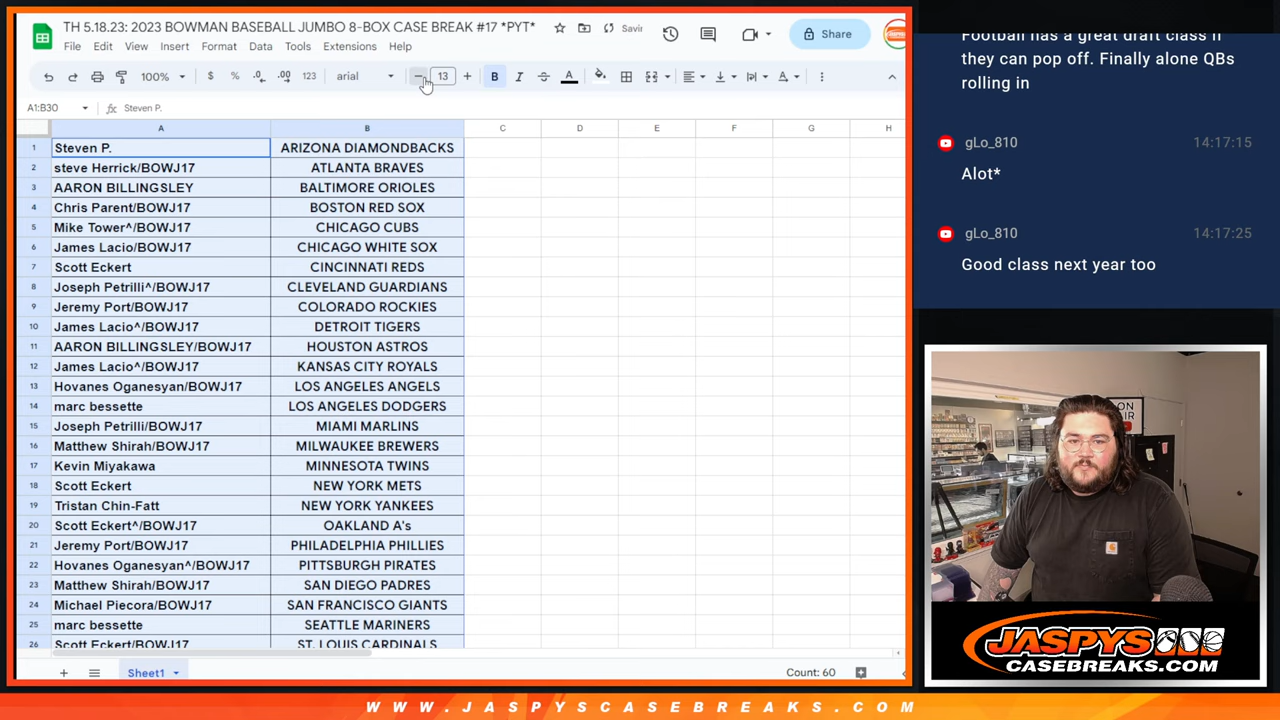 TH 5.18.23: 2023 BOWMAN BASEBALL JUMBO 8-BOX CASE BREAK #17 *PYT*
Saving
File Edit View Insert Format Data Tools Extensions Help
Share
100% $ % .0 .00 123 arial 13 B I A
A1:B30 fx Steven P.
A B C D E F G H
1 Steven P. ARIZONA DIAMONDBACKS
2 steve Herrick/BOWJ17 ATLANTA BRAVES
3 AARON BILLINGSLEY BALTIMORE ORIOLES
4 Chris Parent/BOWJ17 BOSTON RED SOX
5 Mike Tower^/BOWJ17 CHICAGO CUBS
6 James Lacio/BOWJ17 CHICAGO WHITE SOX
7 Scott Eckert CINCINNATI REDS
8 Joseph Petrilli^/BOWJ17 CLEVELAND GUARDIANS
9 Jeremy Port/BOWJ17 COLORADO ROCKIES
10 James Lacio^/BOWJ17 DETROIT TIGERS
11 AARON BILLINGSLEY/BOWJ17 HOUSTON ASTROS
12 James Lacio^/BOWJ17 KANSAS CITY ROYALS
13 Hovanes Oganesyan/BOWJ17 LOS ANGELES ANGELS
14 marc bessette LOS ANGELES DODGERS
15 Joseph Petrilli/BOWJ17 MIAMI MARLINS
16 Matthew Shirah/BOWJ17 MILWAUKEE BREWERS
17 Kevin Miyakawa MINNESOTA TWINS
18 Scott Eckert NEW YORK METS
19 Tristan Chin-Fatt NEW YORK YANKEES
20 Scott Eckert^/BOWJ17 OAKLAND A's
21 Jeremy Port/BOWJ17 PHILADELPHIA PHILLIES
22 Hovanes Oganesyan^/BOWJ17 PITTSBURGH PIRATES
23 Matthew Shirah/BOWJ17 SAN DIEGO PADRES
24 Michael Piecora/BOWJ17 SAN FRANCISCO GIANTS
25 marc bessette SEATTLE MARINERS
26 Scott Eckert/BOWJ17 ST. LOUIS CARDINALS
Sheet1
Count: 60
Football has a great draft class if
they can pop off. Finally alone QBs
rolling in
gLo_810 14:17:15
Alot*
gLo_810 14:17:25
Good class next year too
ON
AIR
JASPYS
CASEBREAKS.COM
WWW.JASPYSCASEBREAKS.COM